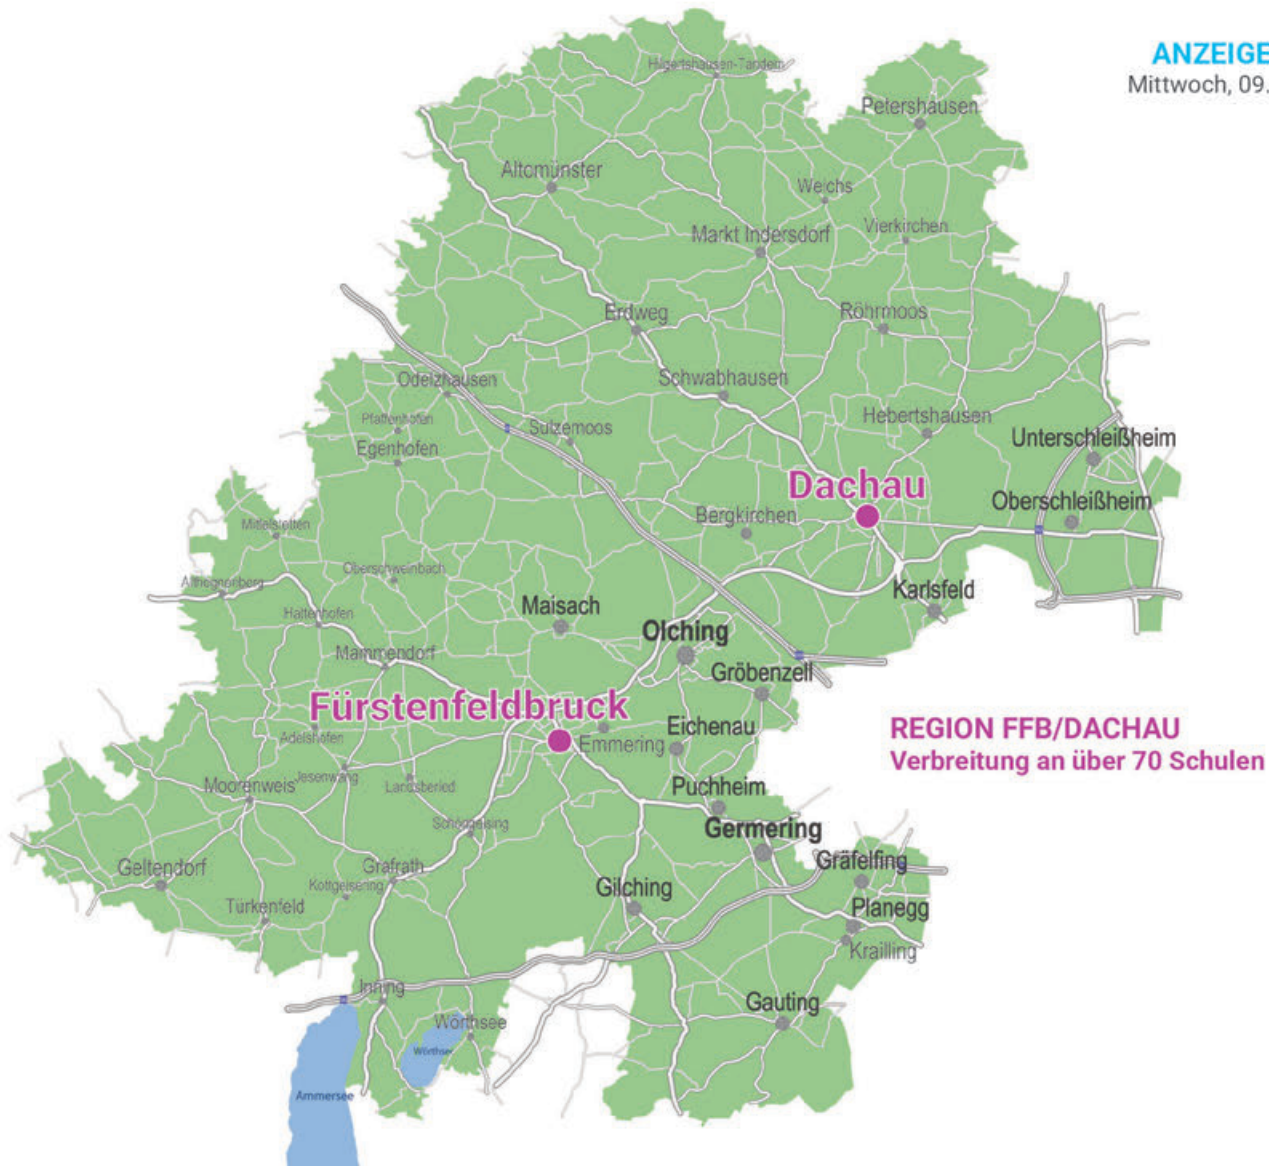 ANZEIGE
Mittwoch, 09.
Hilgertshausen-Tandern
Petershausen
Altomünster
Weichs
Markt Indersdorf
Vierkirchen
Erdweg
Röhrmoos
Odelzhausen
Schwabhausen
Pfaffenhofen
Sulzemoos
Hebertshausen
Egenhofen
Unterschleißheim
Dachau
Oberschleißheim
Mittelstetten
Bergkirchen
Althegnenberg
Oberschweinbach
Karlsfeld
Hattenhofen
Maisach
Olching
Mammendorf
Gröbenzell
Fürstenfeldbruck
Eichenau
REGION FFB/DACHAU
Adelshofen
Emmering
Verbreitung an über 70 Schulen
Jesenwang
Moorenweis
Landsberied
Puchheim
Schöngeising
Germering
Geltendorf
Grafrath
Gräfelfing
Kottgeisering
Gilching
Türkenfeld
Planegg
Krailling
Inning
Gauting
Wörthsee
Wörthsee
Ammersee